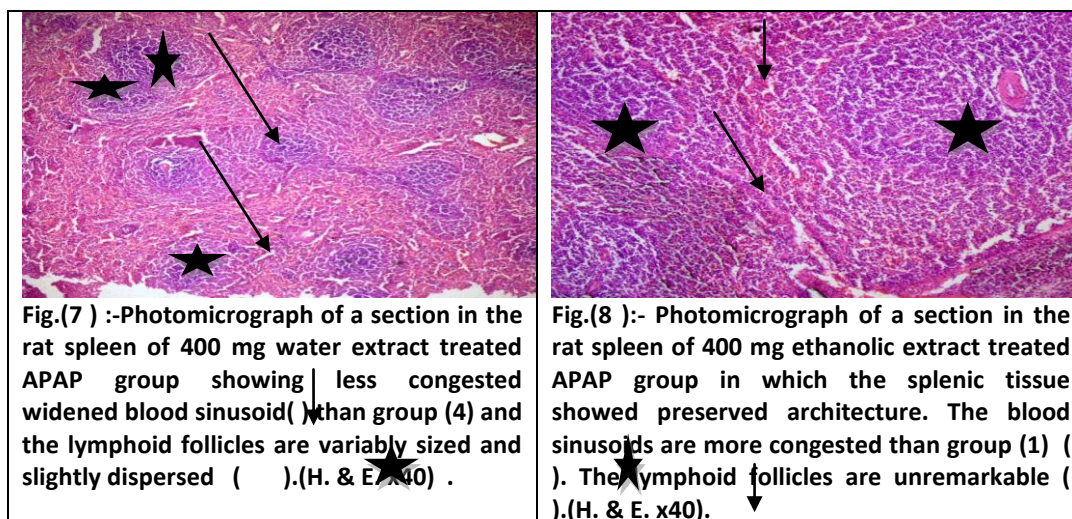 Fig.(7 ) :-Photomicrograph of a section in the
rat spleen of 400 mg water extract treated
APAP group showing less congested
widened blood sinusoid( ) than group (4) and
the lymphoid follicles are variably sized and
slightly dispersed ( ).(H. & E. x40) .
Fig.(8 ):- Photomicrograph of a section in the
rat spleen of 400 mg ethanolic extract treated
APAP group in which the splenic tissue
showed preserved architecture. The blood
sinusoids are more congested than group (1) (
). The lymphoid follicles are unremarkable (
).(H. & E. x40).